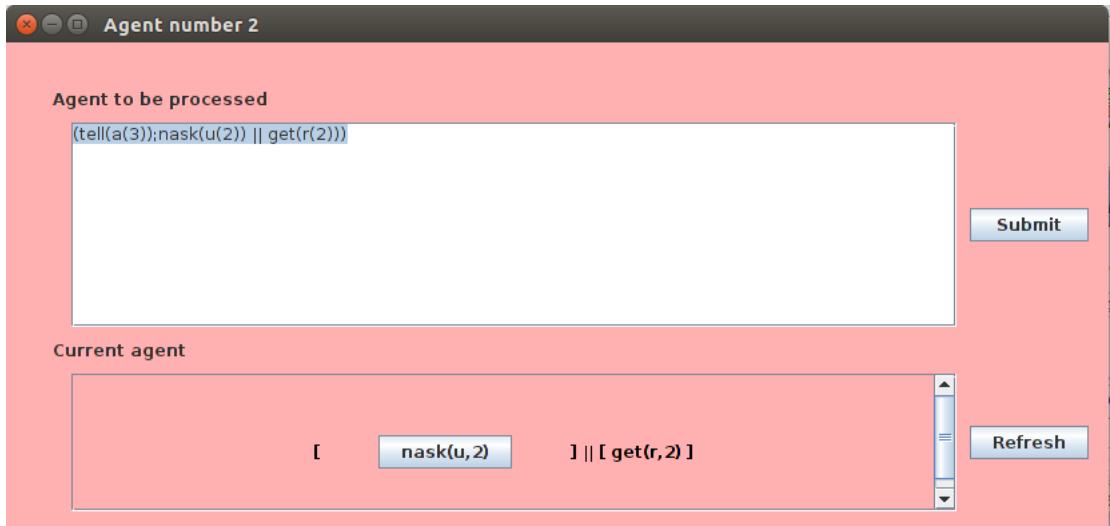 Agent number 2
Agent to be processed
(tell(a(3));nask(u(2)) || get(r(2)))
Submit
Current agent
[ nask(u,2) ] || [ get(r,2) ]
Refresh